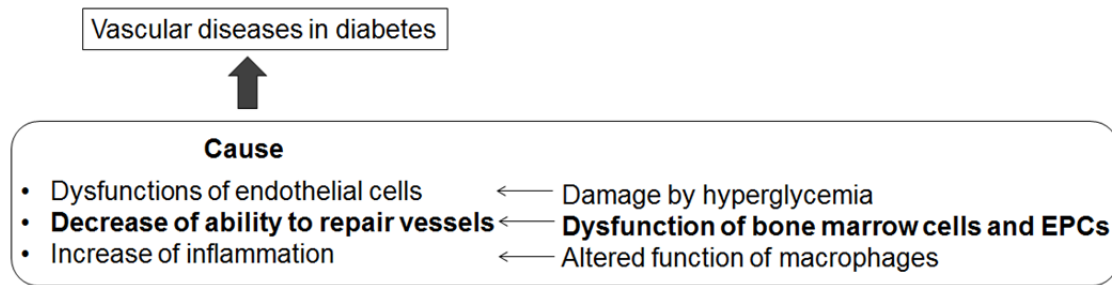 Vascular diseases in diabetes
Cause
• Dysfunctions of endothelial cells ← Damage by hyperglycemia
• Decrease of ability to repair vessels ← Dysfunction of bone marrow cells and EPCs
• Increase of inflammation ← Altered function of macrophages